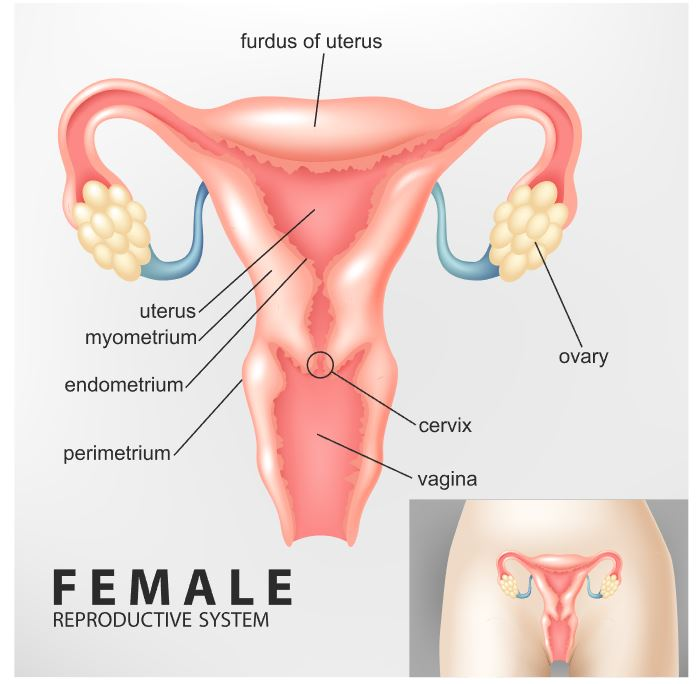 furdus of uterus
uterus
myometrium
endometrium
perimetrium
ovary
cervix
vagina
FEMALE
REPRODUCTIVE SYSTEM